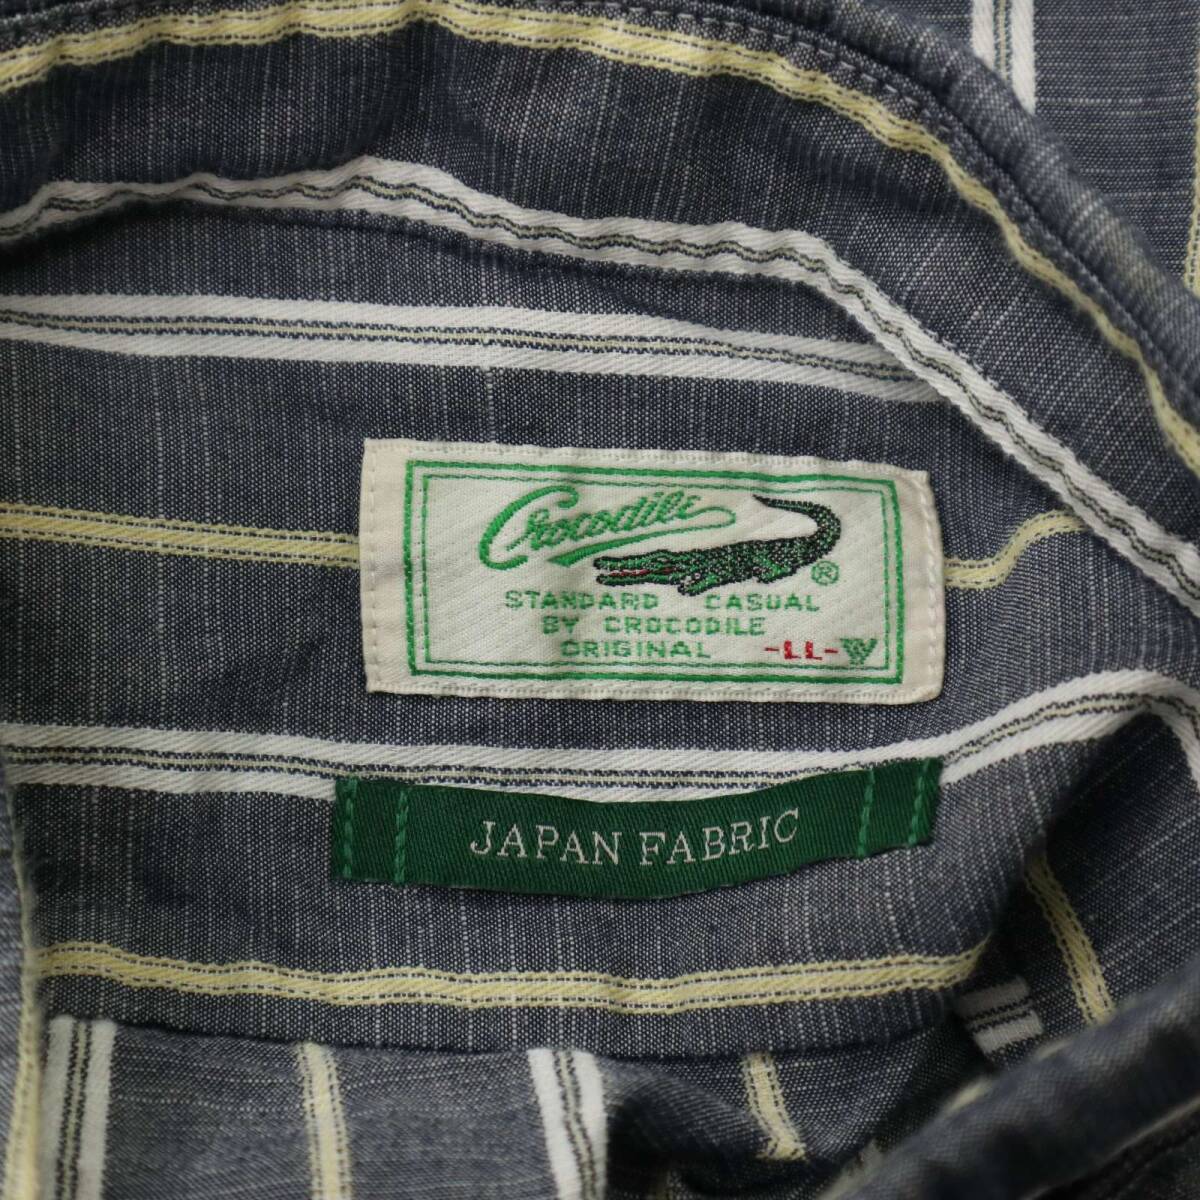 Crocodile ®
STANDARD CASUAL
BY CROCODILE
ORIGINAL -LL-
JAPAN FABRIC